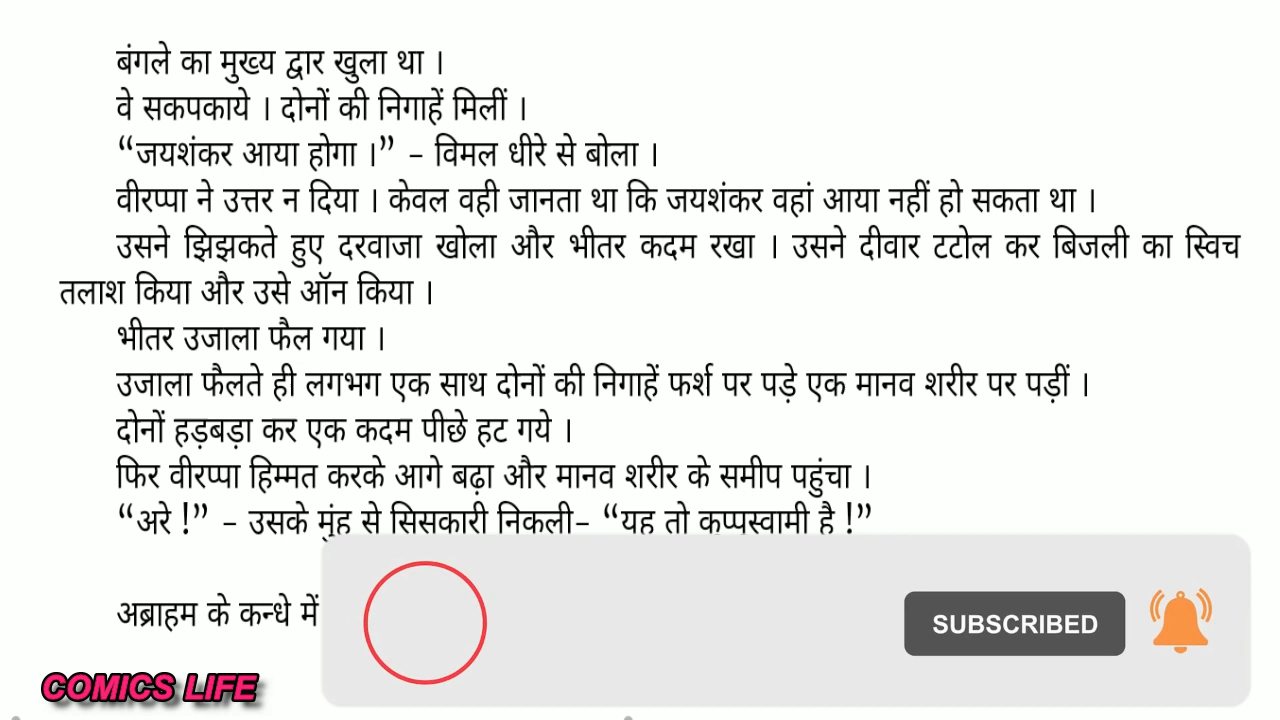 बंगले का मुख्य द्वार खुला था ।
वे सकपकाये । दोनों की निगाहें मिलीं ।
“जयशंकर आया होगा ।” – विमल धीरे से बोला ।
वीरप्पा ने उत्तर न दिया । केवल वही जानता था कि जयशंकर वहां आया नहीं हो सकता था ।
उसने झिझकते हुए दरवाजा खोला और भीतर कदम रखा । उसने दीवार टटोल कर बिजली का स्विच
तलाश किया और उसे ऑन किया ।
भीतर उजाला फैल गया ।
उजाला फैलते ही लगभग एक साथ दोनों की निगाहें फर्श पर पड़े एक मानव शरीर पर पड़ीं ।
दोनों हड़बड़ा कर एक कदम पीछे हट गये ।
फिर वीरप्पा हिम्मत करके आगे बढ़ा और मानव शरीर के समीप पहुंचा ।
“अरे !” – उसके मुंह से सिसकारी निकली– “यह तो कुप्पूस्वामी है !”
अब्राहम के कन्धे में
SUBSCRIBED
COMICS LIFE